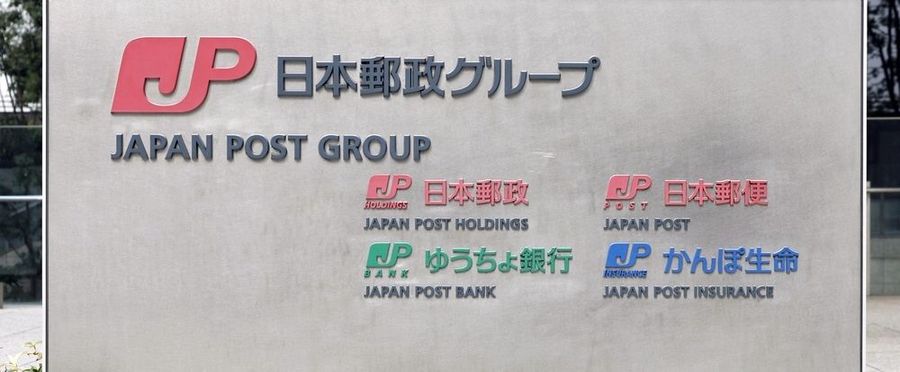 JP 日本郵政グループ
JAPAN POST GROUP
JP HOLDINGS 日本郵政
JAPAN POST HOLDINGS
JP POST 日本郵便
JAPAN POST
JP BANK ゆうちょ銀行
JAPAN POST BANK
JP INSURANCE かんぽ生命
JAPAN POST INSURANCE